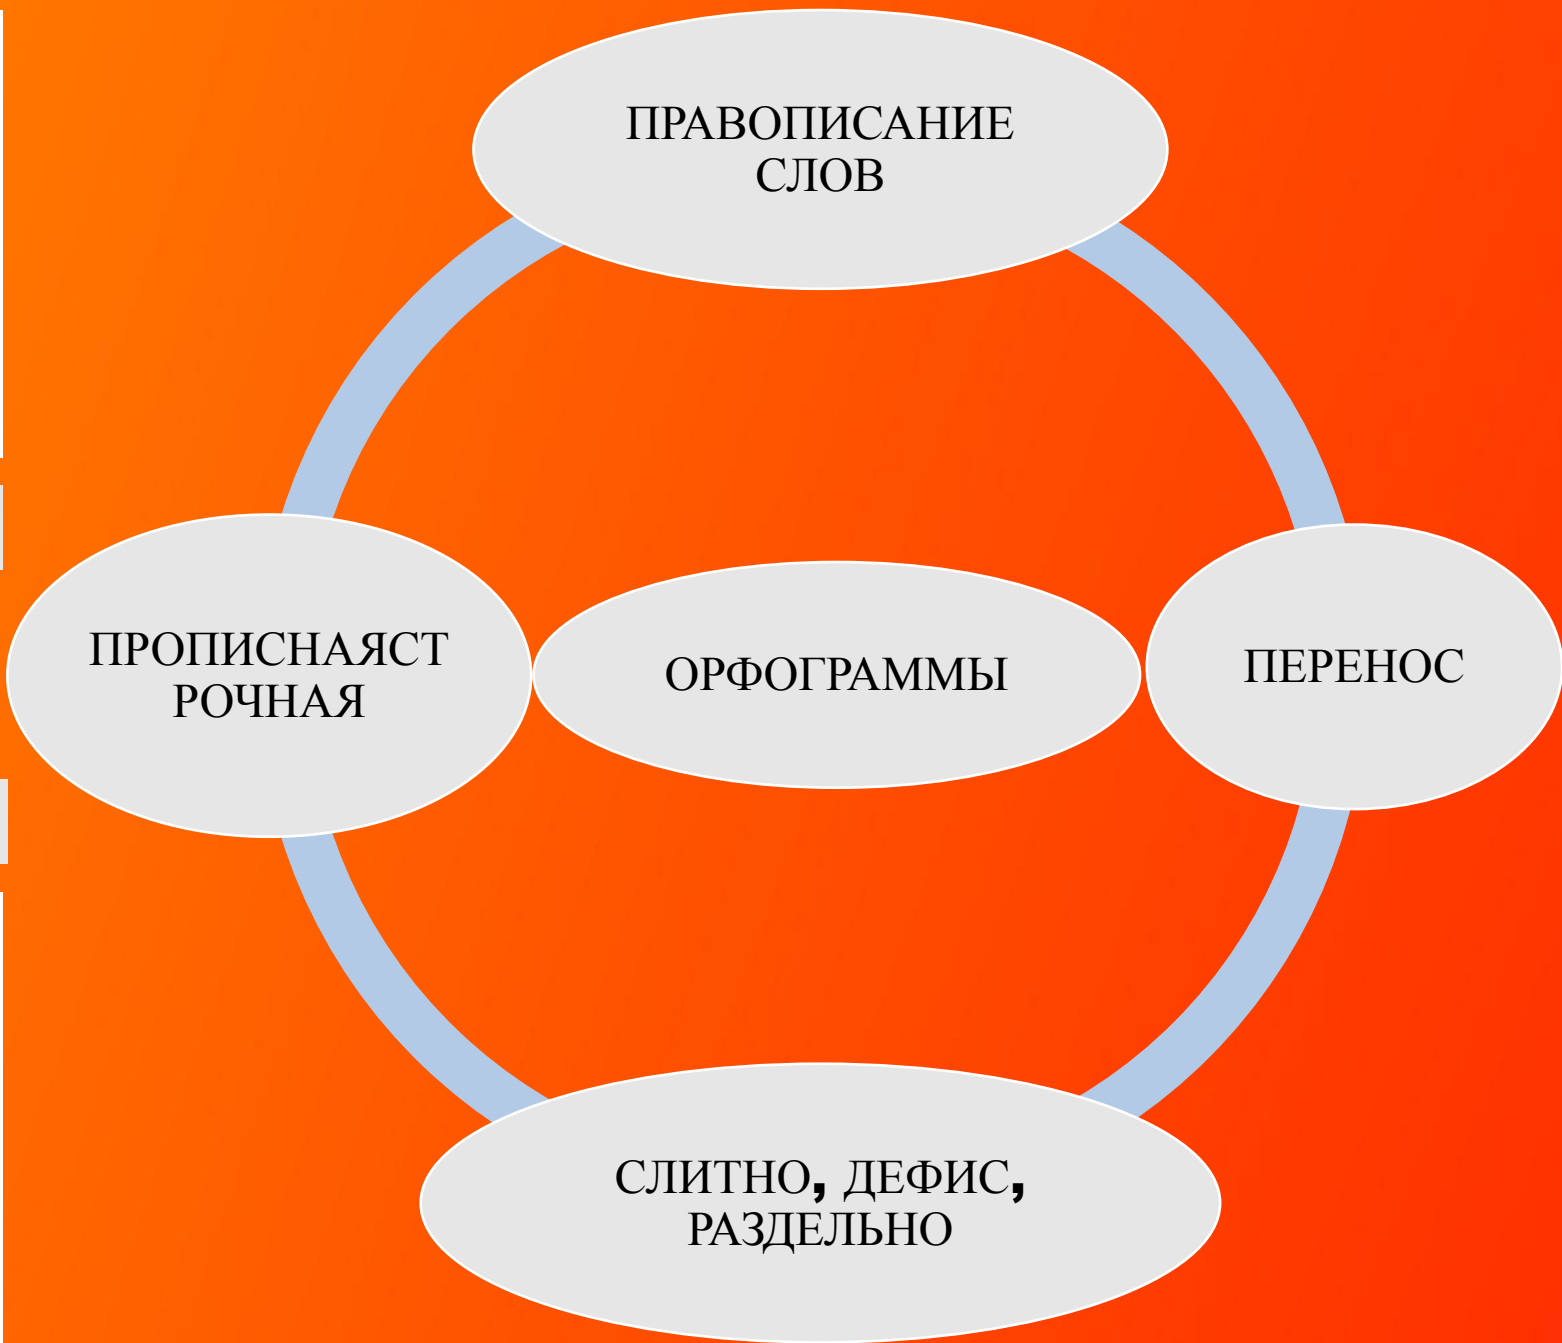 ПРАВОПИСАНИЕ
СЛОВ
ПРОПИСНАЯСТ
РОЧНАЯ
ОРФОГРАММЫ
ПЕРЕНОС
СЛИТНО, ДЕФИС,
РАЗДЕЛЬНО